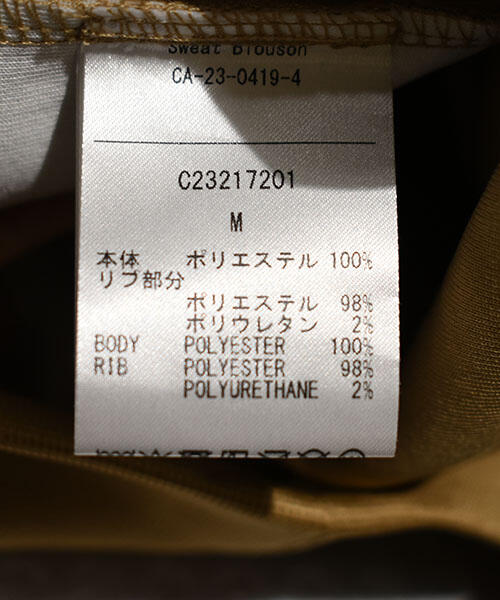 Sweat Blouson
CA-23-0419-4
C23217201
M
本体 ポリエステル 100%
リブ部分
ポリエステル 98%
ポリウレタン 2%
BODY POLYESTER 100%
RIB POLYESTER 98%
POLYURETHANE 2%